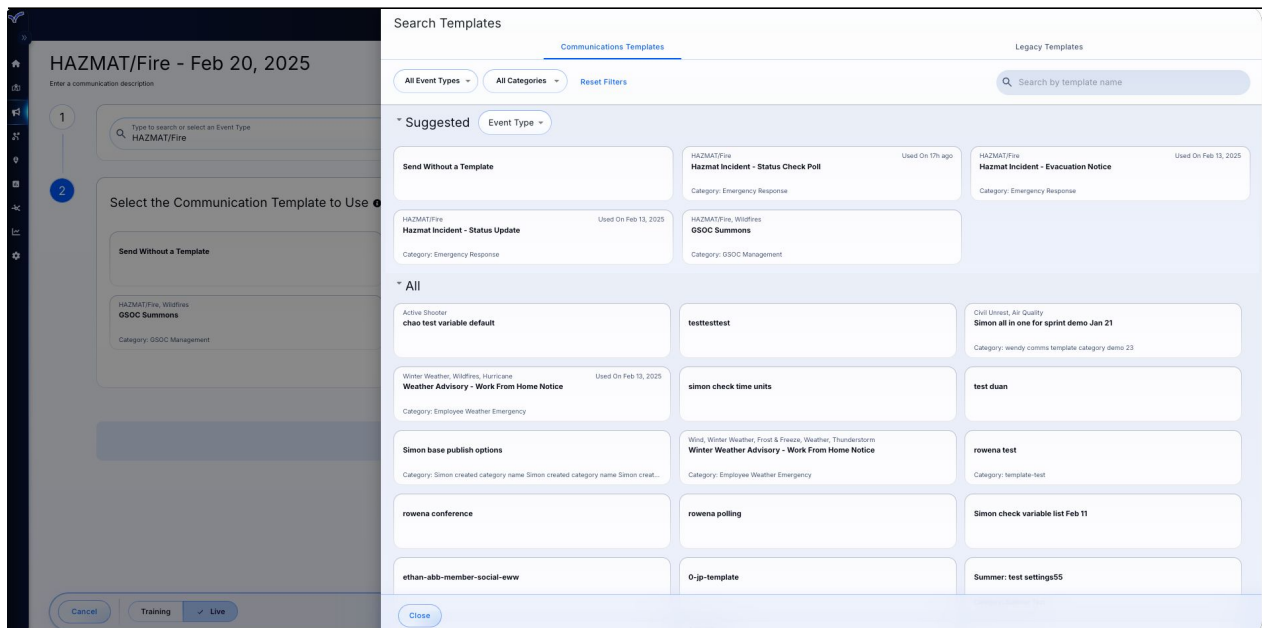 HAZMAT/Fire - Feb 20, 2025
Enter a communication description
1
Type to search or select an Event Type
HAZMAT/Fire
2
Select the Communication Template to Use
Send Without a Template
HAZMAT/Fire, Wildfires
GSOC Summons
Category: GSOC Management
Cancel
Training
Live
Search Templates
Communications Templates
Legacy Templates
All Event Types
All Categories
Reset Filters
Search by template name
Suggested
Event Type
Send Without a Template
HAZMAT/Fire Used On 17h ago
Hazmat Incident - Status Check Poll
Category: Emergency Response
HAZMAT/Fire Used On Feb 13, 2025
Hazmat Incident - Evacuation Notice
Category: Emergency Response
HAZMAT/Fire Used On Feb 13, 2025
Hazmat Incident - Status Update
Category: Emergency Response
HAZMAT/Fire, Wildfires
GSOC Summons
Category: GSOC Management
All
Active Shooter
chao test variable default
testtesttest
Civil Unrest, Air Quality
Simon all in one for sprint demo Jan 21
Category: wendy comms template category demo 23
Winter Weather, Wildfires, Hurricane Used On Feb 13, 2025
Weather Advisory - Work From Home Notice
Category: Employee Weather Emergency
simon check time units
test duan
Simon base publish options
Category: Simon created category name Simon created category name Simon creat...
Wind, Winter Weather, Frost & Freeze, Weather, Thunderstorm
Winter Weather Advisory - Work From Home Notice
Category: Employee Weather Emergency
rowena test
Category: template-test
rowena conference
rowena polling
Simon check variable list Feb 11
ethan-abb-member-social-eww
0-jp-template
Summer: test settings55
Close